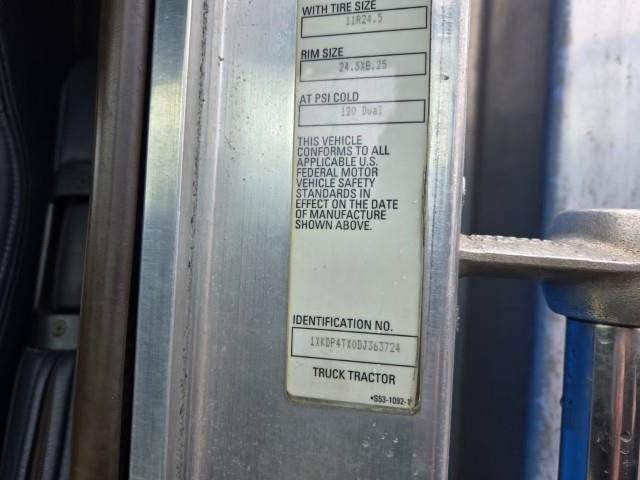 WITH TIRE SIZE
11R24.5
RIM SIZE
24.5X8.25
AT PSI COLD
120 Dual
THIS VEHICLE
CONFORMS TO ALL
APPLICABLE U.S.
FEDERAL MOTOR
VEHICLE SAFETY
STANDARDS IN
EFFECT ON THE DATE
OF MANUFACTURE
SHOWN ABOVE.
IDENTIFICATION NO.
1XKDP4TX0DJ363724
TRUCK TRACTOR
*S53-1092-1